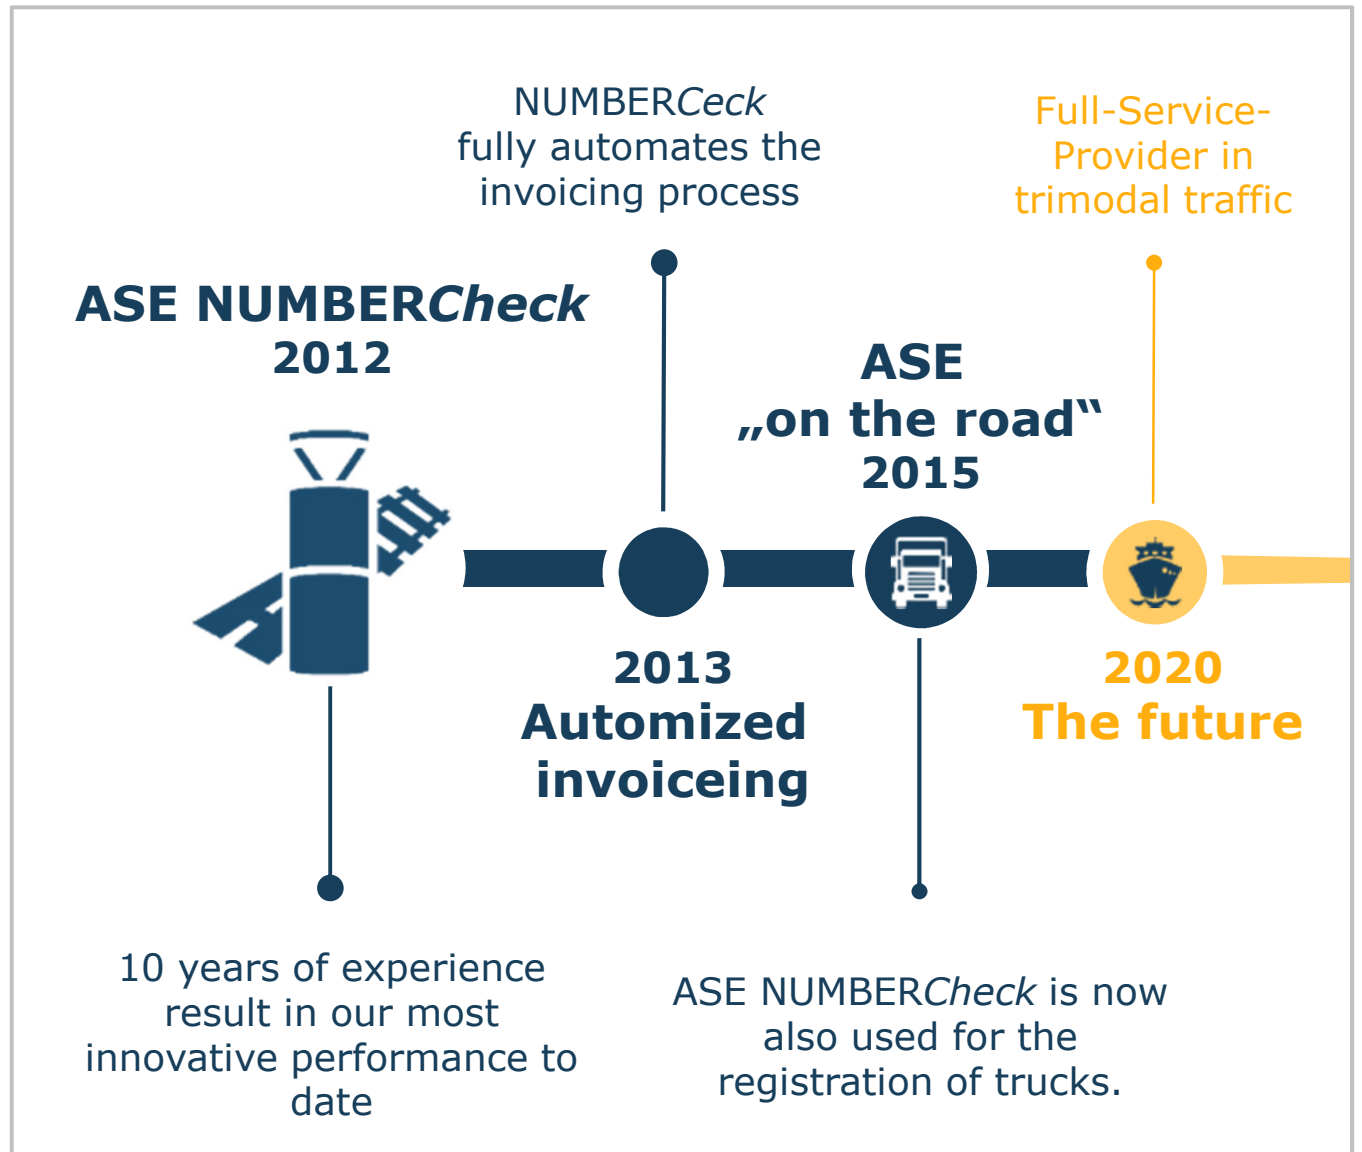 NUMBERCeck
fully automates the
invoicing process
Full-Service-
Provider in
trimodal traffic
ASE NUMBERCheck
2012
ASE
„on the road“
2015
2013
Automized
invoiceing
2020
The future
10 years of experience
result in our most
innovative performance to
date
ASE NUMBERCheck is now
also used for the
registration of trucks.